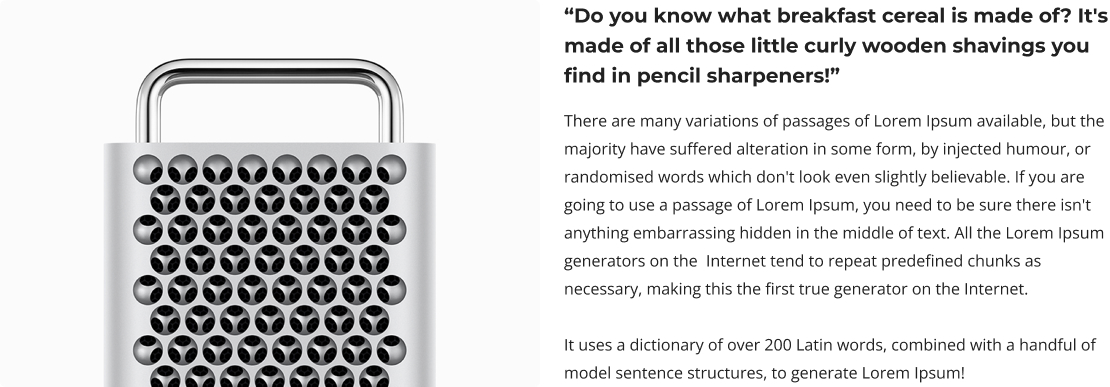 “Do you know what breakfast cereal is made of? It's
made of all those little curly wooden shavings you
find in pencil sharpeners!”
There are many variations of passages of Lorem Ipsum available, but the
majority have suffered alteration in some form, by injected humour, or
randomised words which don't look even slightly believable. If you are
going to use a passage of Lorem Ipsum, you need to be sure there isn't
anything embarrassing hidden in the middle of text. All the Lorem Ipsum
generators on the  Internet tend to repeat predefined chunks as
necessary, making this the first true generator on the Internet.
It uses a dictionary of over 200 Latin words, combined with a handful of
model sentence structures, to generate Lorem Ipsum!